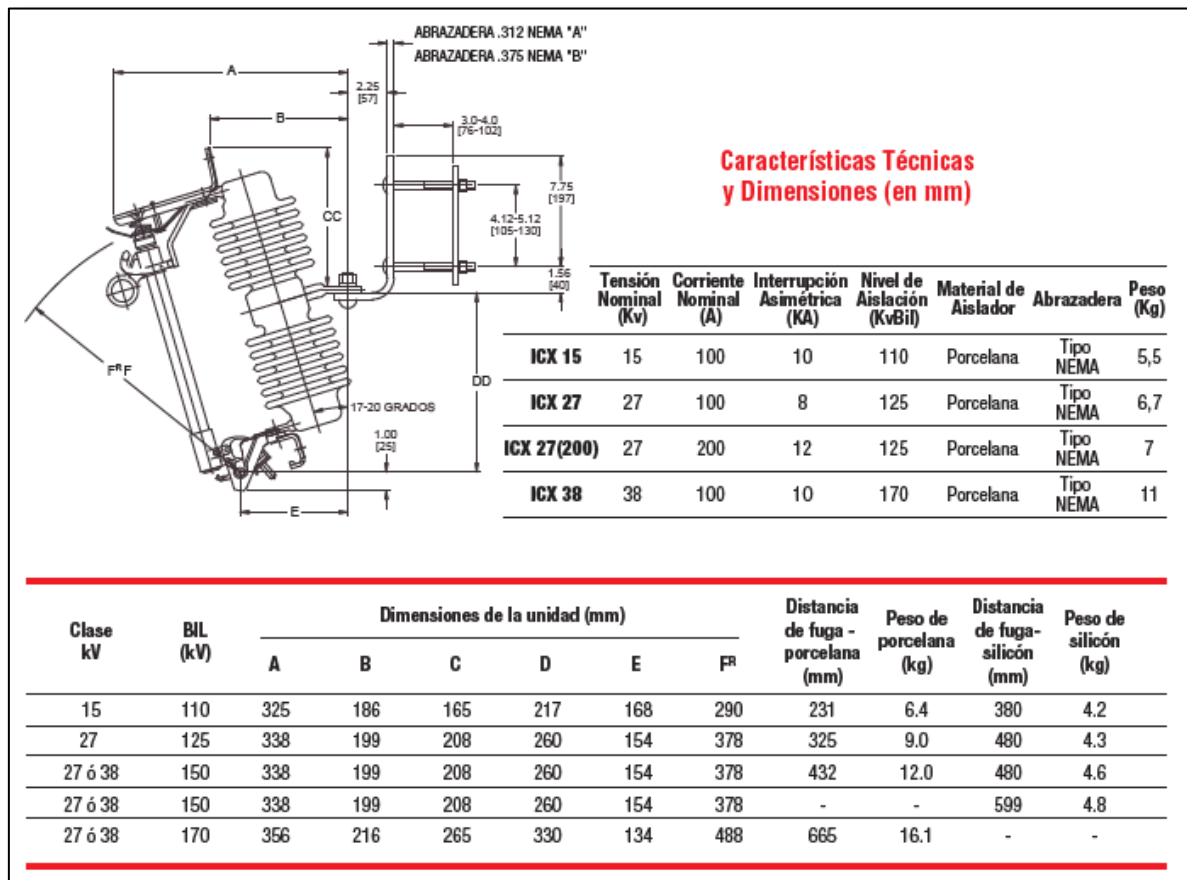 ABRAZADERA .312 NEMA "A"
ABRAZADERA .375 NEMA "B"
A
2.25
[57]
B
3.0-4.0
[76-102]
CC
7.75
[197]
4.12-5.12
[105-130]
1.56
[40]
FᴿF
DD
17-20 GRADOS
1.00
[25]
E
Características Técnicas
y Dimensiones (en mm)
Tensión Nominal (Kv) Corriente Nominal (A) Interrupción Asimétrica (KA) Nivel de Aislación (KvBil) Material de Aislador Abrazadera Peso (Kg)
ICX 15 15 100 10 110 Porcelana Tipo NEMA 5,5
ICX 27 27 100 8 125 Porcelana Tipo NEMA 6,7
ICX 27(200) 27 200 12 125 Porcelana Tipo NEMA 7
ICX 38 38 100 10 170 Porcelana Tipo NEMA 11
Clase kV BIL (kV) Dimensiones de la unidad (mm) Distancia de fuga - porcelana (mm) Peso de porcelana (kg) Distancia de fuga- silicón (mm) Peso de silicón (kg)
A B C D E Fᴿ
15 110 325 186 165 217 168 290 231 6.4 380 4.2
27 125 338 199 208 260 154 378 325 9.0 480 4.3
27 ó 38 150 338 199 208 260 154 378 432 12.0 480 4.6
27 ó 38 150 338 199 208 260 154 378 - - 599 4.8
27 ó 38 170 356 216 265 330 134 488 665 16.1 - -